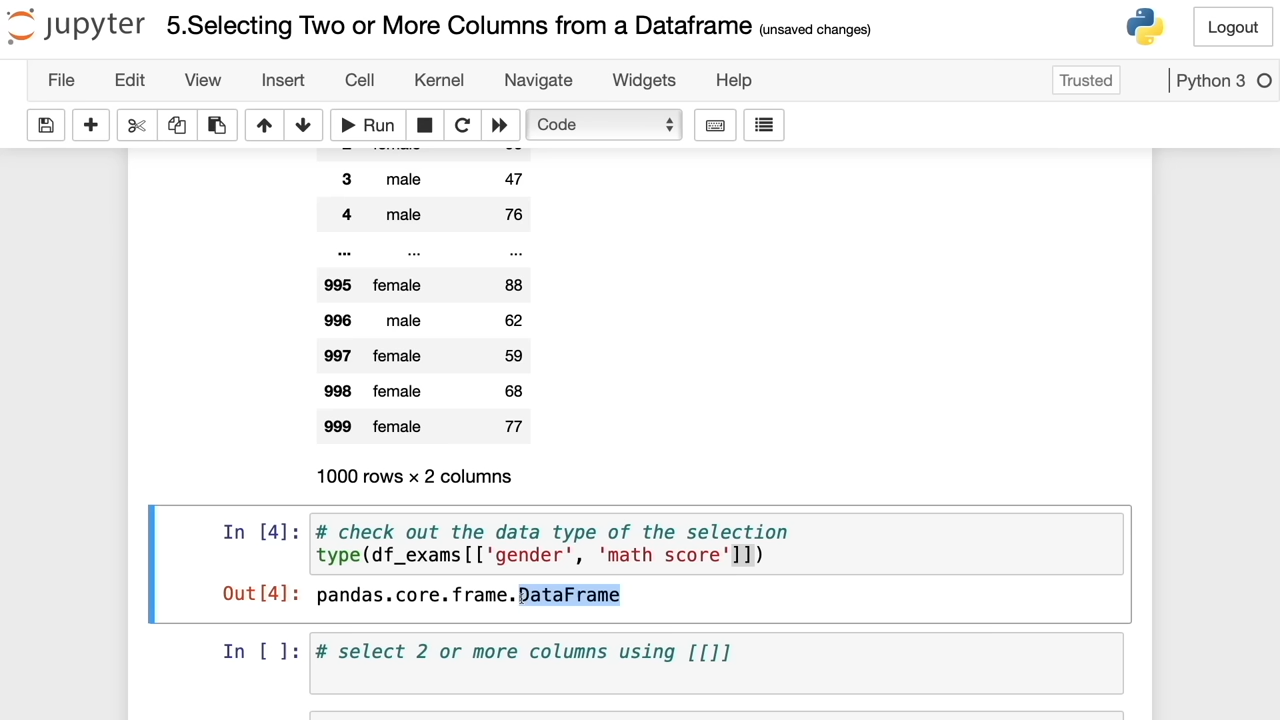 jupyter 5.Selecting Two or More Columns from a Dataframe (unsaved changes) Logout
File Edit View Insert Cell Kernel Navigate Widgets Help Trusted Python 3
Run Code
3 male 47
4 male 76
... ... ...
995 female 88
996 male 62
997 female 59
998 female 68
999 female 77
1000 rows × 2 columns
In [4]: # check out the data type of the selection
type(df_exams[['gender', 'math score']])
Out[4]: pandas.core.frame.DataFrame
In [ ]: # select 2 or more columns using [[]]